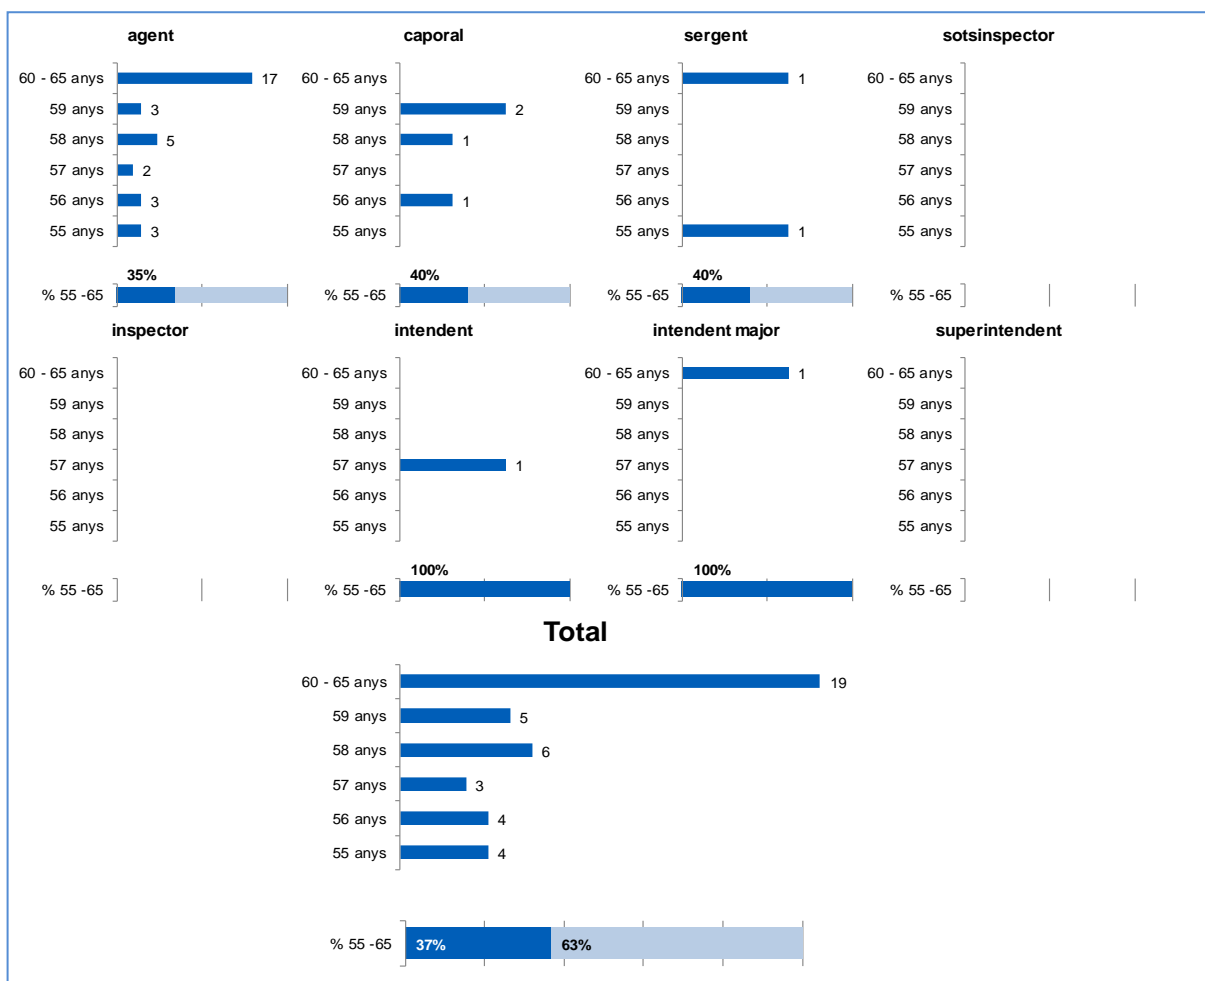 agent caporal sergent sotsinspector
60 - 65 anys 17 60 - 65 anys 60 - 65 anys 1 60 - 65 anys
59 anys 3 59 anys 2 59 anys 59 anys
58 anys 5 58 anys 1 58 anys 58 anys
57 anys 2 57 anys 57 anys 57 anys
56 anys 3 56 anys 1 56 anys 56 anys
55 anys 3 55 anys 55 anys 1 55 anys
35% 40% 40%
% 55 -65 % 55 -65 % 55 -65 % 55 -65
inspector intendent intendent major superintendent
60 - 65 anys 60 - 65 anys 60 - 65 anys 1 60 - 65 anys
59 anys 59 anys 59 anys 59 anys
58 anys 58 anys 58 anys 58 anys
57 anys 57 anys 1 57 anys 57 anys
56 anys 56 anys 56 anys 56 anys
55 anys 55 anys 55 anys 55 anys
100% 100%
% 55 -65 % 55 -65 % 55 -65 % 55 -65
Total
60 - 65 anys 19
59 anys 5
58 anys 6
57 anys 3
56 anys 4
55 anys 4
% 55 -65 37% 63%